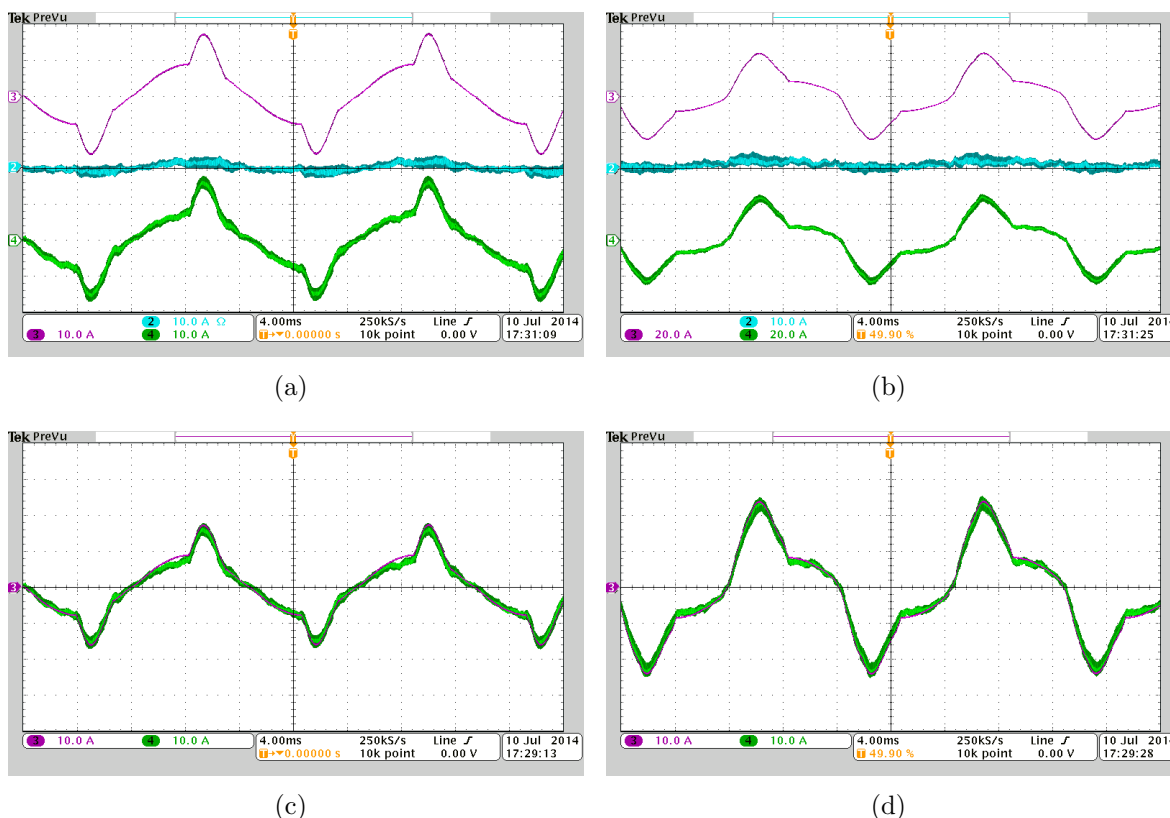 Tek PreVu
T
T
3
2
4
2 10.0 A Ω
3 10.0 A 4 10.0 A
4.00ms 250kS/s Line ƒ
T→▼0.00000 s 10k point 0.00 V
10 Jul 2014
17:31:09
(a)
Tek PreVu
T
T
3
2
4
2 10.0 A
3 20.0 A 4 20.0 A
4.00ms 250kS/s Line ƒ
T 49.90 % 10k point 0.00 V
10 Jul 201
17:31:25
(b)
Tek PreVu
T
T
3
3 10.0 A 4 10.0 A
4.00ms 250kS/s Line ƒ
T→▼0.00000 s 10k point 0.00 V
10 Jul 2014
17:29:13
(c)
Tek PreVu
T
T
3
3 10.0 A 4 10.0 A
4.00ms 250kS/s Line ƒ
T 49.90 % 10k point 0.00 V
10 Jul 201
17:29:28
(d)